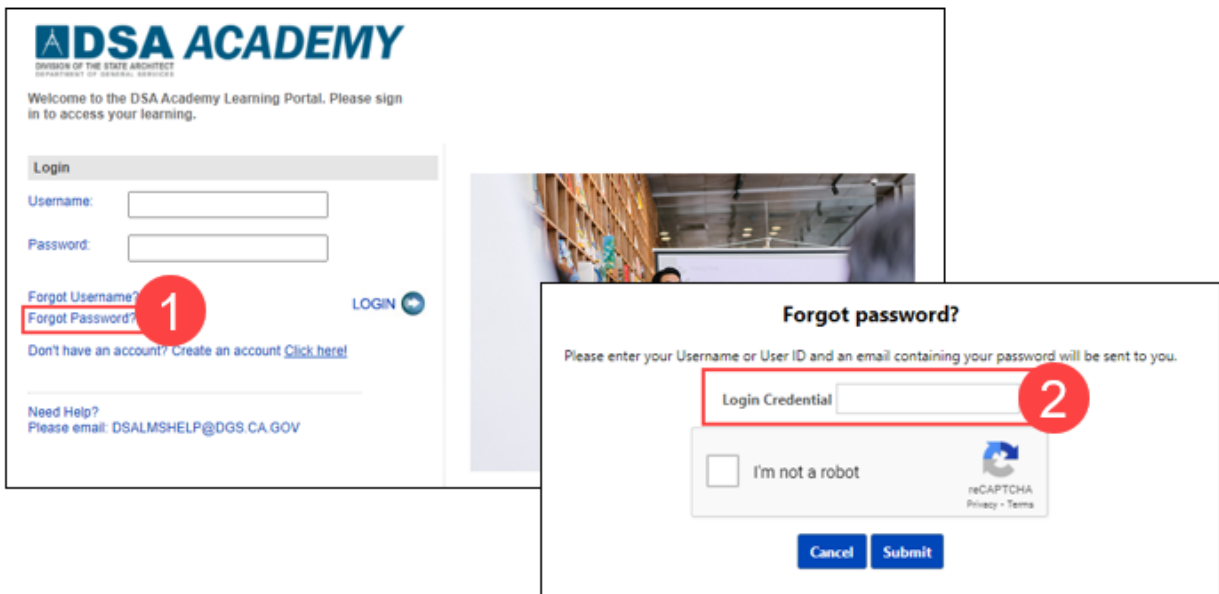 DSA ACADEMY
DIVISION OF THE STATE ARCHITECT
DEPARTMENT OF GENERAL SERVICES
Welcome to the DSA Academy Learning Portal. Please sign
in to access your learning.
Login
Username:
Password:
Forgot Username?
LOGIN
Forgot Password?
1
Don't have an account? Create an account Click here!
Need Help?
Please email: DSALMSHELP@DGS.CA.GOV
Forgot password?
Please enter your Username or User ID and an email containing your password will be sent to you.
Login Credential
2
I'm not a robot
reCAPTCHA
Privacy - Terms
Cancel Submit